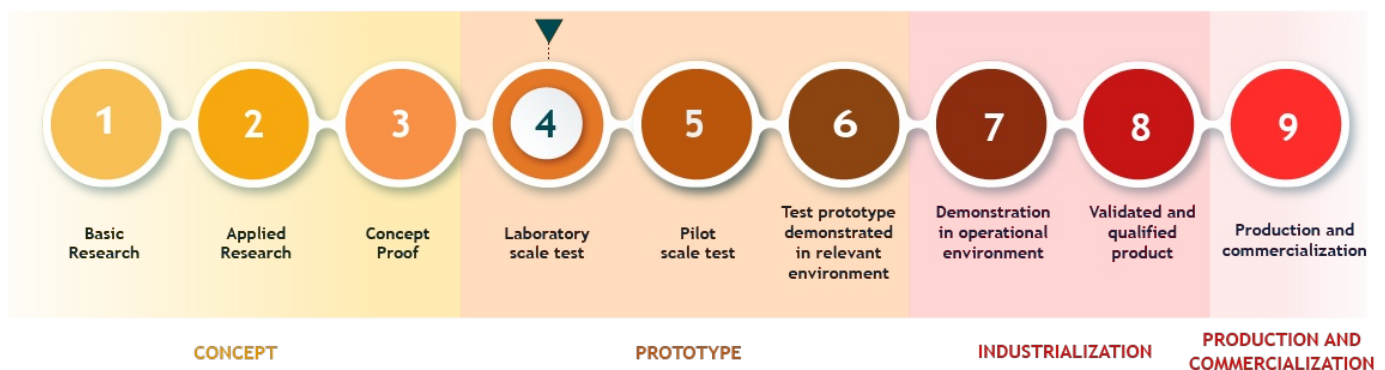 1
2
3
4
5
6
7
8
9
Basic
Research
Applied
Research
Concept
Proof
Laboratory
scale test
Pilot
scale test
Test prototype
demonstrated
in relevant
environment
Demonstration
in operational
environment
Validated and
qualified
product
Production and
commercialization
CONCEPT
PROTOTYPE
INDUSTRIALIZATION
PRODUCTION AND
COMMERCIALIZATION